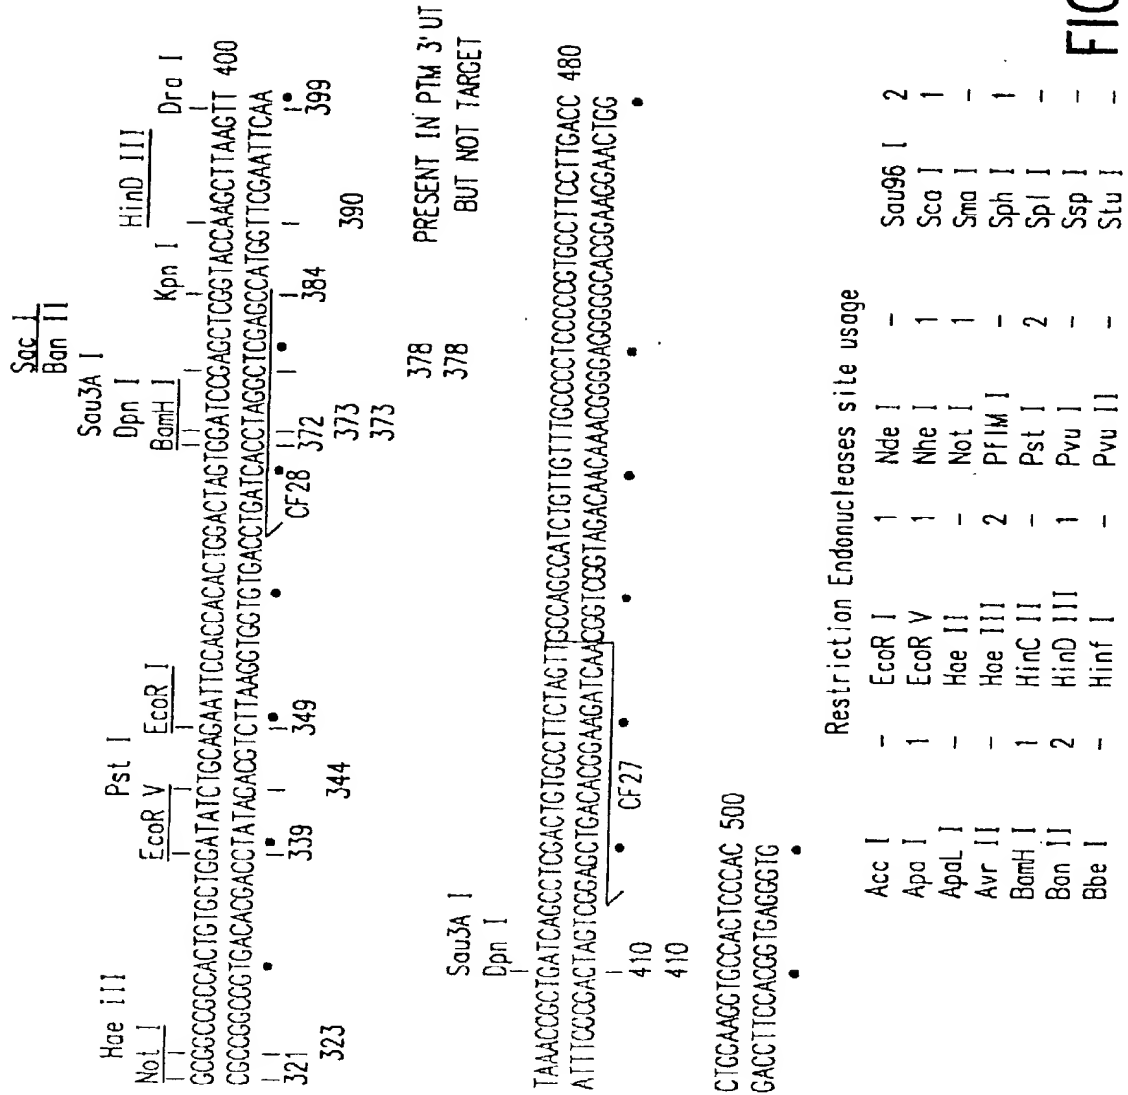 Sac I
Ban II
Sau3A I
Hae III Pst I Dpn I Kpn I HinD III
Not I EcoR V EcoR I BamH I Dra I
GCGGCCGCCACTGTGCTGGATATCTGCAGAATTCCACCACACTGGACTAGTGGATCCGAGCTCGGTACCAAGCTTAAGTT 400
CGCCGGCGGTGACACGACCTATAGACGTCTTAAGGTGGTGTGACCTGATCACCTAGGCTCGAGCCATGGTTCGAATTCAA
321 339 349 CF28 372 384 399
323 344 373 390
373
378
378
PRESENT IN PTM 3' UT
BUT NOT TARGET
Sau3A I
Dpn I
TAAACCGCTGATCAGCCTCGACTGTGCCTTCTAGTTGCCAGCCATCTGTTGTTTGCCCCTCCCCCGTGCCTTCCTTGACC 480
ATTTGGCGACTAGTCGGAGCTGACACGGAAGATCAACGGTCGGTAGACAACAAACGGGGAGGGGGCACGGAAGGAACTGG
410 CF27
410
CTGGAAGGTGCCACTCCCAC 500
GACCTTCCACGGTGAGGGTG
Restriction Endonucleases site usage
Acc I - EcoR I 1 Nde I - Sau96 I 2
Apa I 1 EcoR V 1 Nhe I 1 Sca I 1
ApaL I - Hae II - Not I 1 Sma I -
Avr II - Hae III 2 PflM I - Sph I 1
BamH I 1 HinC II - Pst I 2 Spl I -
Ban II 2 HinD III 1 Pvu I - Ssp I -
Bbe I - Hinf I - Pvu II Stu I
FIG